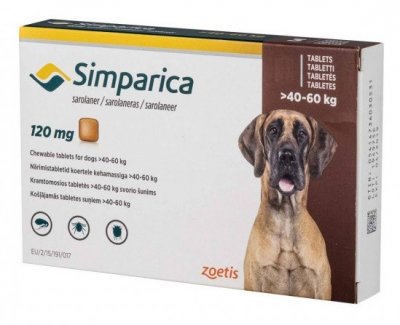 Simparica
sarolaner / sarolaneras / sarolaneer
120 mg
Chewable tablets for dogs >40-60 kg
Närimistabletid koertele kehamassiga >40-60 kg
Kramtomosios tabletės >40-60 kg svorio šunims
Košļājamās tabletes suņiem >40-60 kg
EU/2/15/191/017
zoetis
TABLETS
TABLETTI
TABLETĖS
TABLETES
>40-60 kg